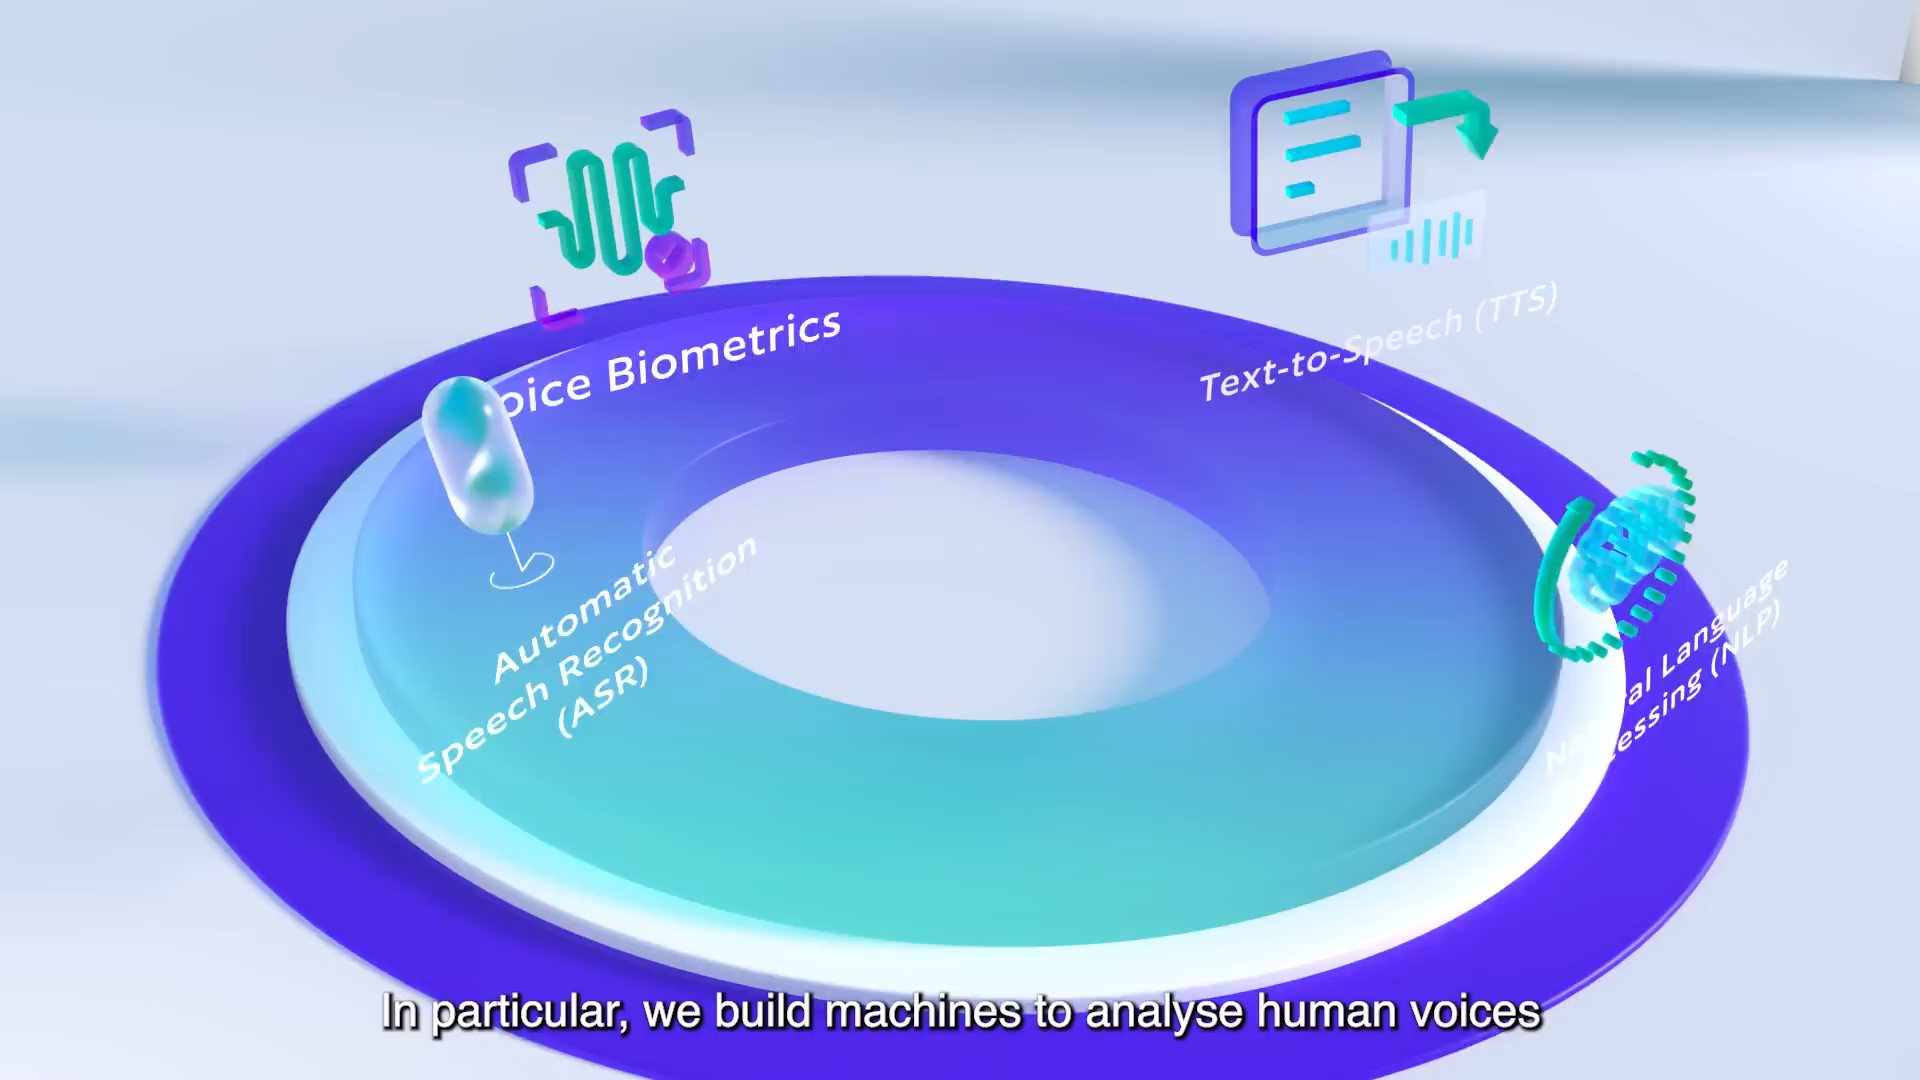 oice Biometrics
Text-to-Speech (TTS)
Automatic
Speech Recognition
(ASR)
al Language
essing (NLP)
In particular, we build machines to analyse human voices